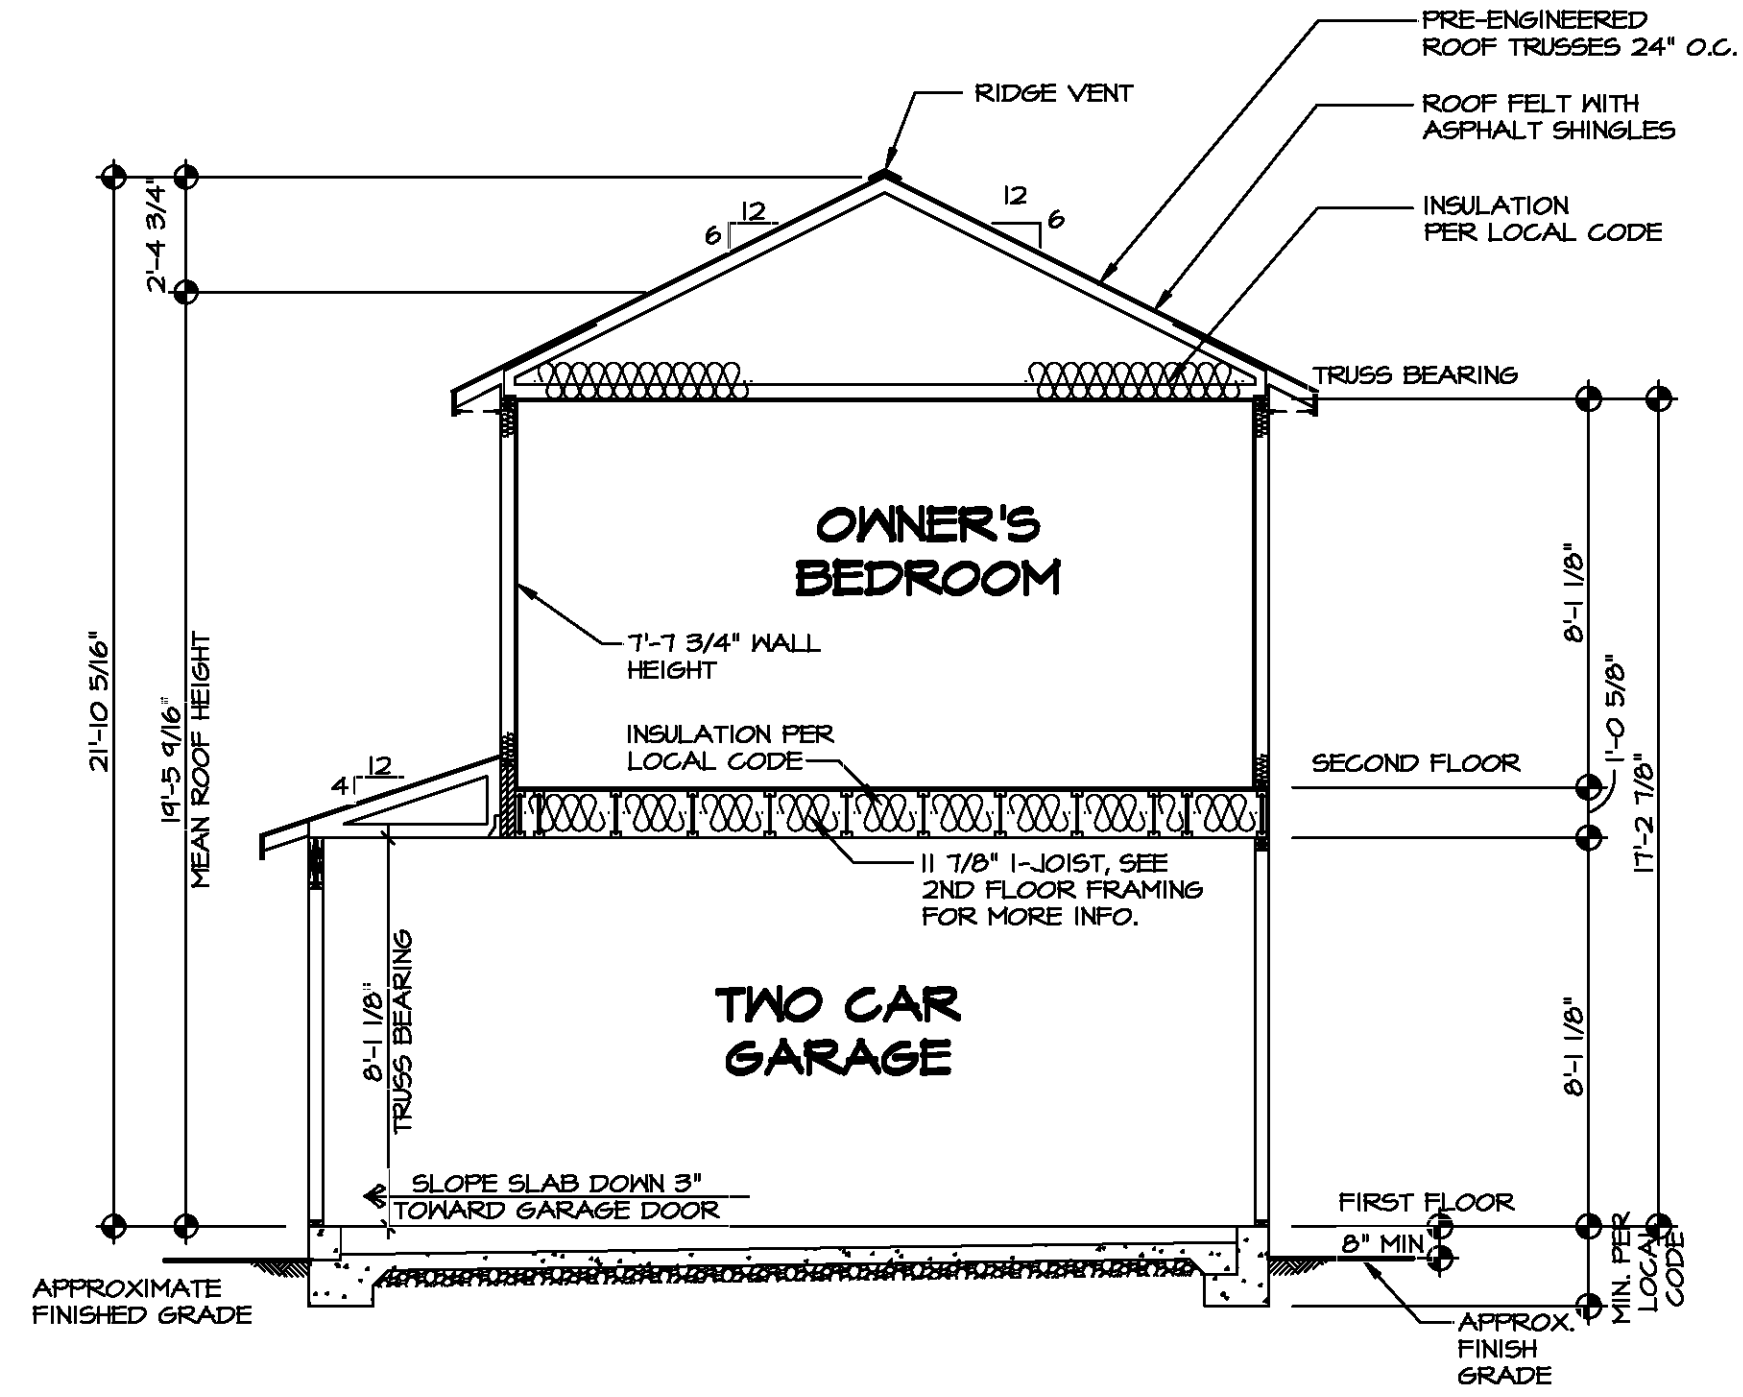 PRE-ENGINEERED
ROOF TRUSSES 24" O.C.
RIDGE VENT
ROOF FELT WITH
ASPHALT SHINGLES
INSULATION
PER LOCAL CODE
2'-4 3/4"
12
6
12
6
TRUSS BEARING
OWNER'S
BEDROOM
7'-7 3/4" WALL
HEIGHT
21'-10 5/16"
19'-5 9/16"
MEAN ROOF HEIGHT
8'-1 1/8"
1'-0 5/8"
17'-2 7/8"
INSULATION PER
LOCAL CODE
SECOND FLOOR
12
4
11 7/8" I-JOIST, SEE
2ND FLOOR FRAMING
FOR MORE INFO.
TWO CAR
GARAGE
8'-1 1/8"
TRUSS BEARING
8'-1 1/8"
SLOPE SLAB DOWN 3"
TOWARD GARAGE DOOR
FIRST FLOOR
8" MIN
MIN. PER
LOCAL
CODE
APPROXIMATE
FINISHED GRADE
APPROX.
FINISH
GRADE